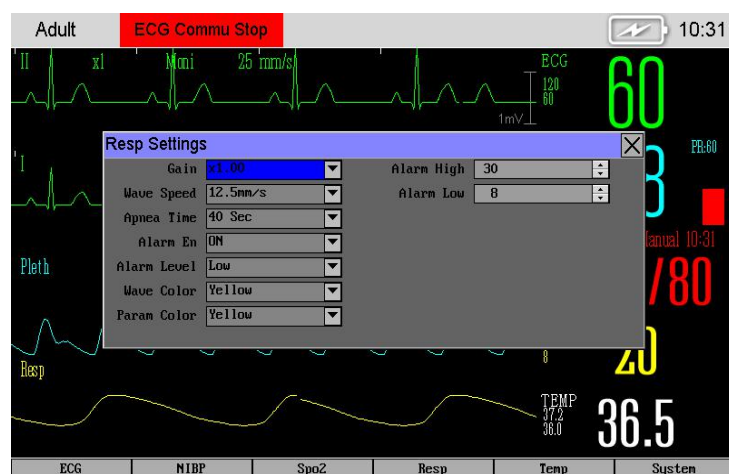 Adult ECG Commu Stop 10:31
II x1 Moni 25 mm/s ECG
120
60
1mV
60
Resp Settings
Gain x1.00 Alarm High 30
Wave Speed 12.5mm/s Alarm Low 8
Apnea Time 40 Sec
Alarm En ON
Alarm Level Low
Wave Color Yellow
Param Color Yellow
I
PR:60
Manual 10:31
/80
Pleth
8
20
Resp
TEMP
37.2
36.0
36.5
ECG NIBP Spo2 Resp Temp System